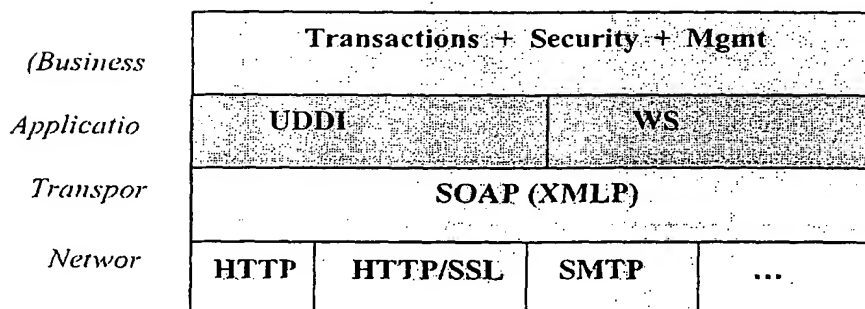 (Business
Transactions + Security + Mgmt
Applicatio
UDDI WS
Transpor
SOAP (XMLP)
Networ
HTTP HTTP/SSL SMTP ...